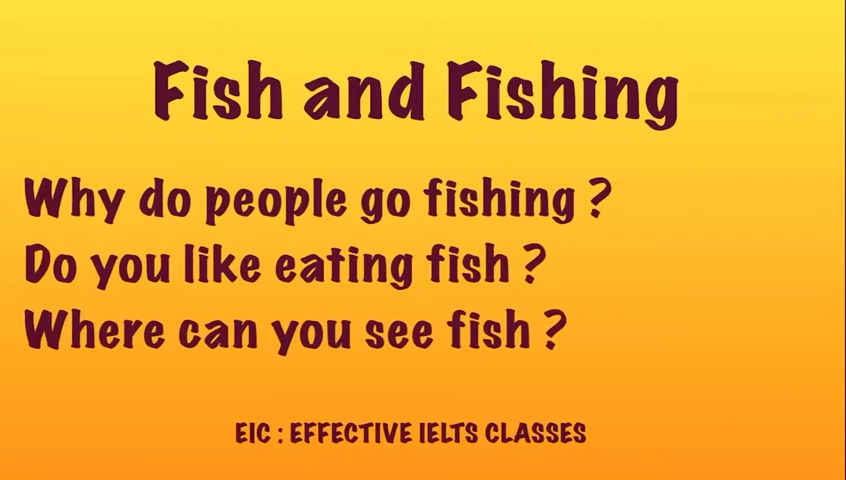 Fish and Fishing
Why do people go fishing ?
Do you like eating fish ?
Where can you see fish ?
EIC : EFFECTIVE IELTS CLASSES